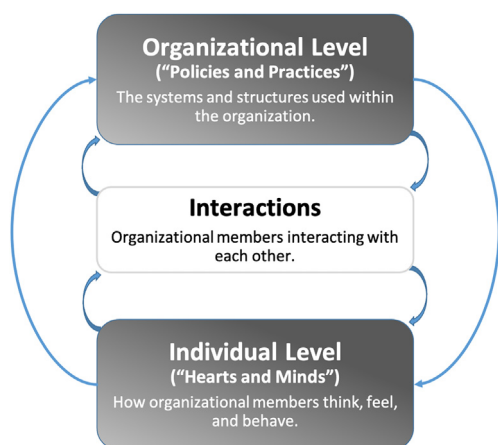 Organizational Level
(“Policies and Practices”)
The systems and structures used within
the organization.
Interactions
Organizational members interacting with
each other.
Individual Level
(“Hearts and Minds”)
How organizational members think, feel,
and behave.